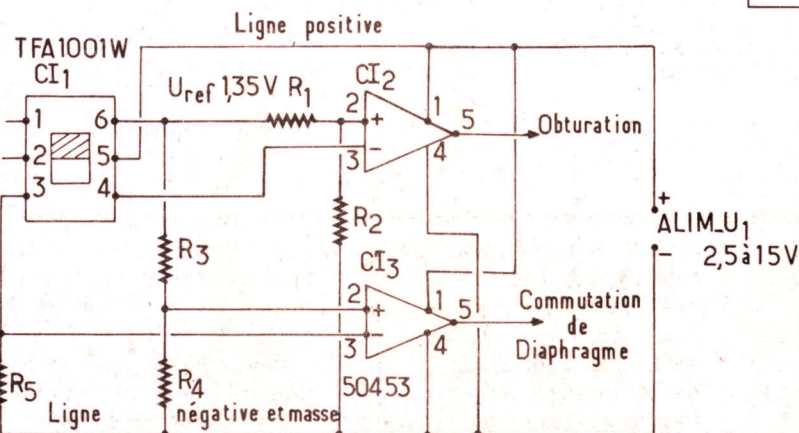 Ligne positive
TFA1001W
CI1
Uref 1,35V R1
CI2
1
2
3
6
5
4
2
+
−
3
1
5
4
Obturation
R2
R3
CI3
+
ALIM_U1
−
2,5 à 15V
2
+
−
3
1
5
4
Commutation
de
Diaphragme
R5
R4
50453
Ligne négative et masse